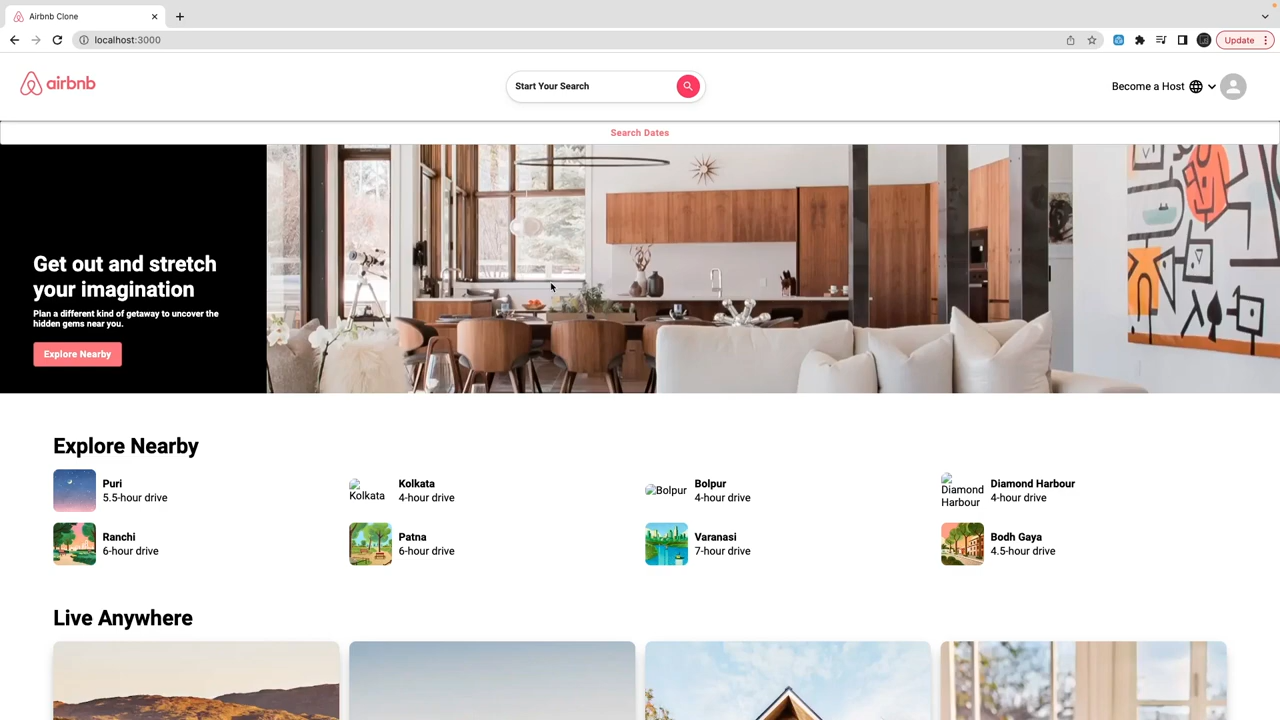 Airbnb Clone
localhost:3000
Update
airbnb
Start Your Search
Become a Host
Search Dates
Get out and stretch
your imagination
Plan a different kind of getaway to uncover the
hidden gems near you.
Explore Nearby
Explore Nearby
Puri
5.5-hour drive
Kolkata
Kolkata
4-hour drive
Bolpur
Bolpur
4-hour drive
Diamond
Harbour
Diamond Harbour
4-hour drive
Ranchi
6-hour drive
Patna
6-hour drive
Varanasi
7-hour drive
Bodh Gaya
4.5-hour drive
Live Anywhere